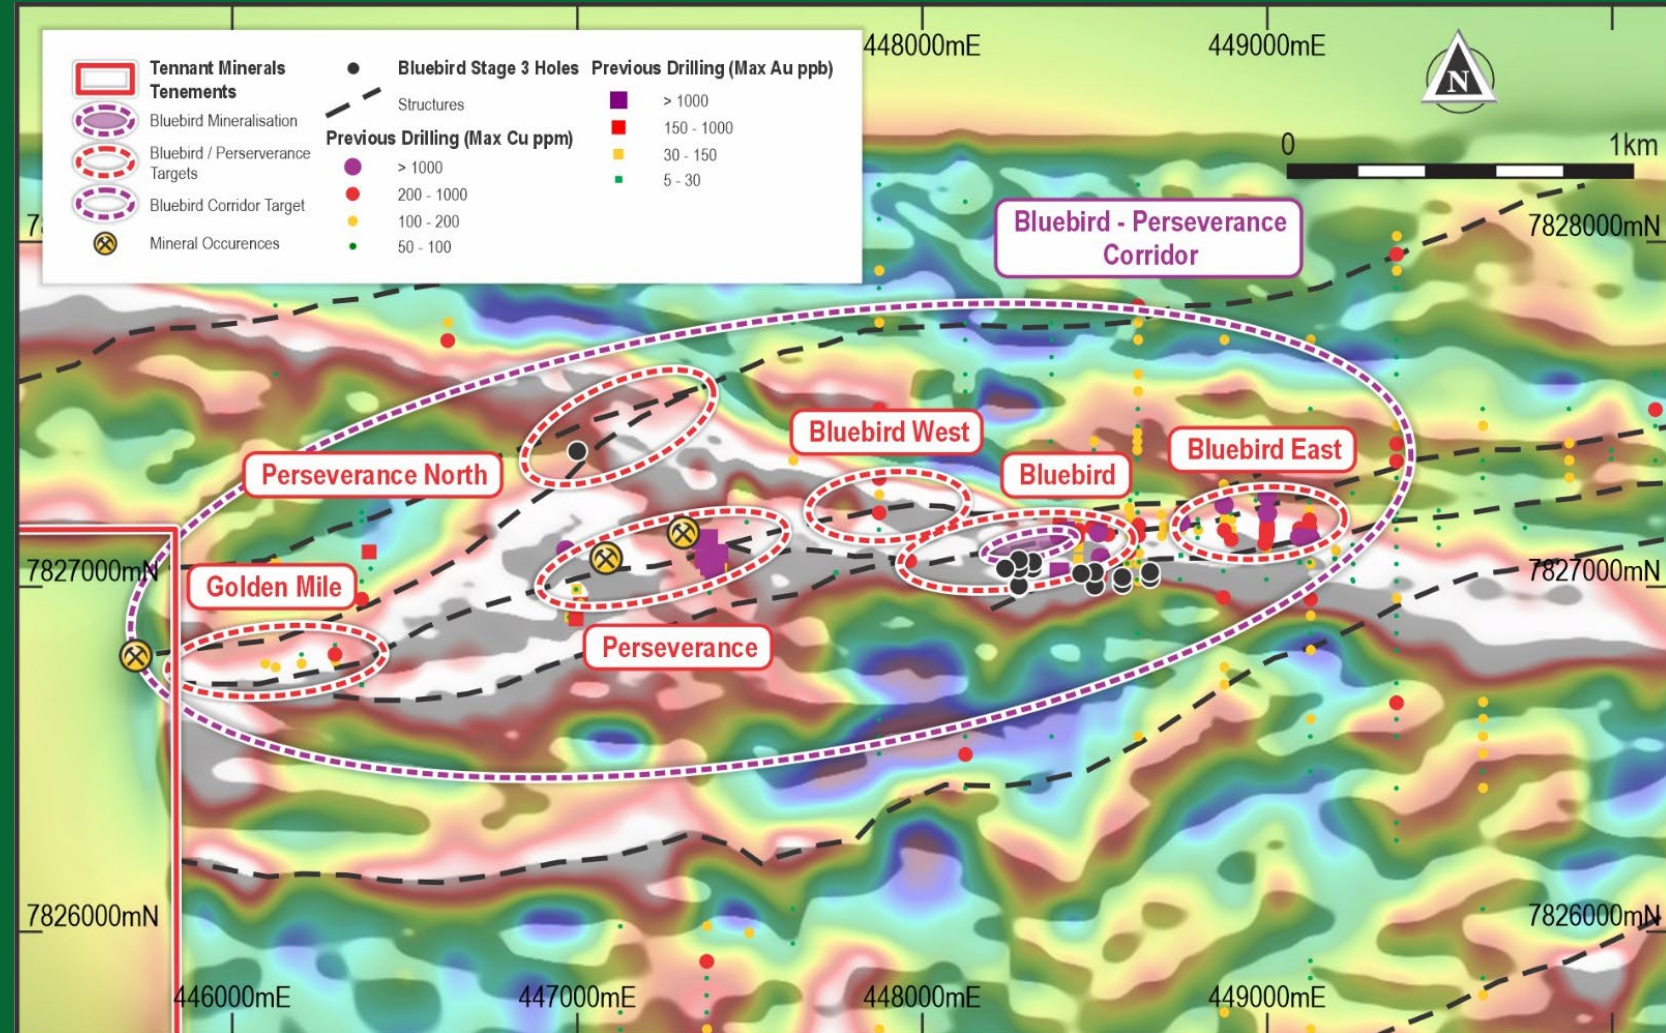 Tennant Minerals
Tenements
Bluebird Mineralisation
Bluebird / Perserverance
Targets
Bluebird Corridor Target
Mineral Occurences
Bluebird Stage 3 Holes
Structures
Previous Drilling (Max Cu ppm)
> 1000
200 - 1000
100 - 200
50 - 100
Previous Drilling (Max Au ppb)
> 1000
150 - 1000
30 - 150
5 - 30
448000mE
449000mE
N
0
1km
7828000mN
Bluebird - Perseverance
Corridor
Bluebird West
Bluebird East
Bluebird
Perseverance North
7827000mN
7827000mN
Golden Mile
Perseverance
7826000mN
7826000mN
446000mE
447000mE
448000mE
449000mE